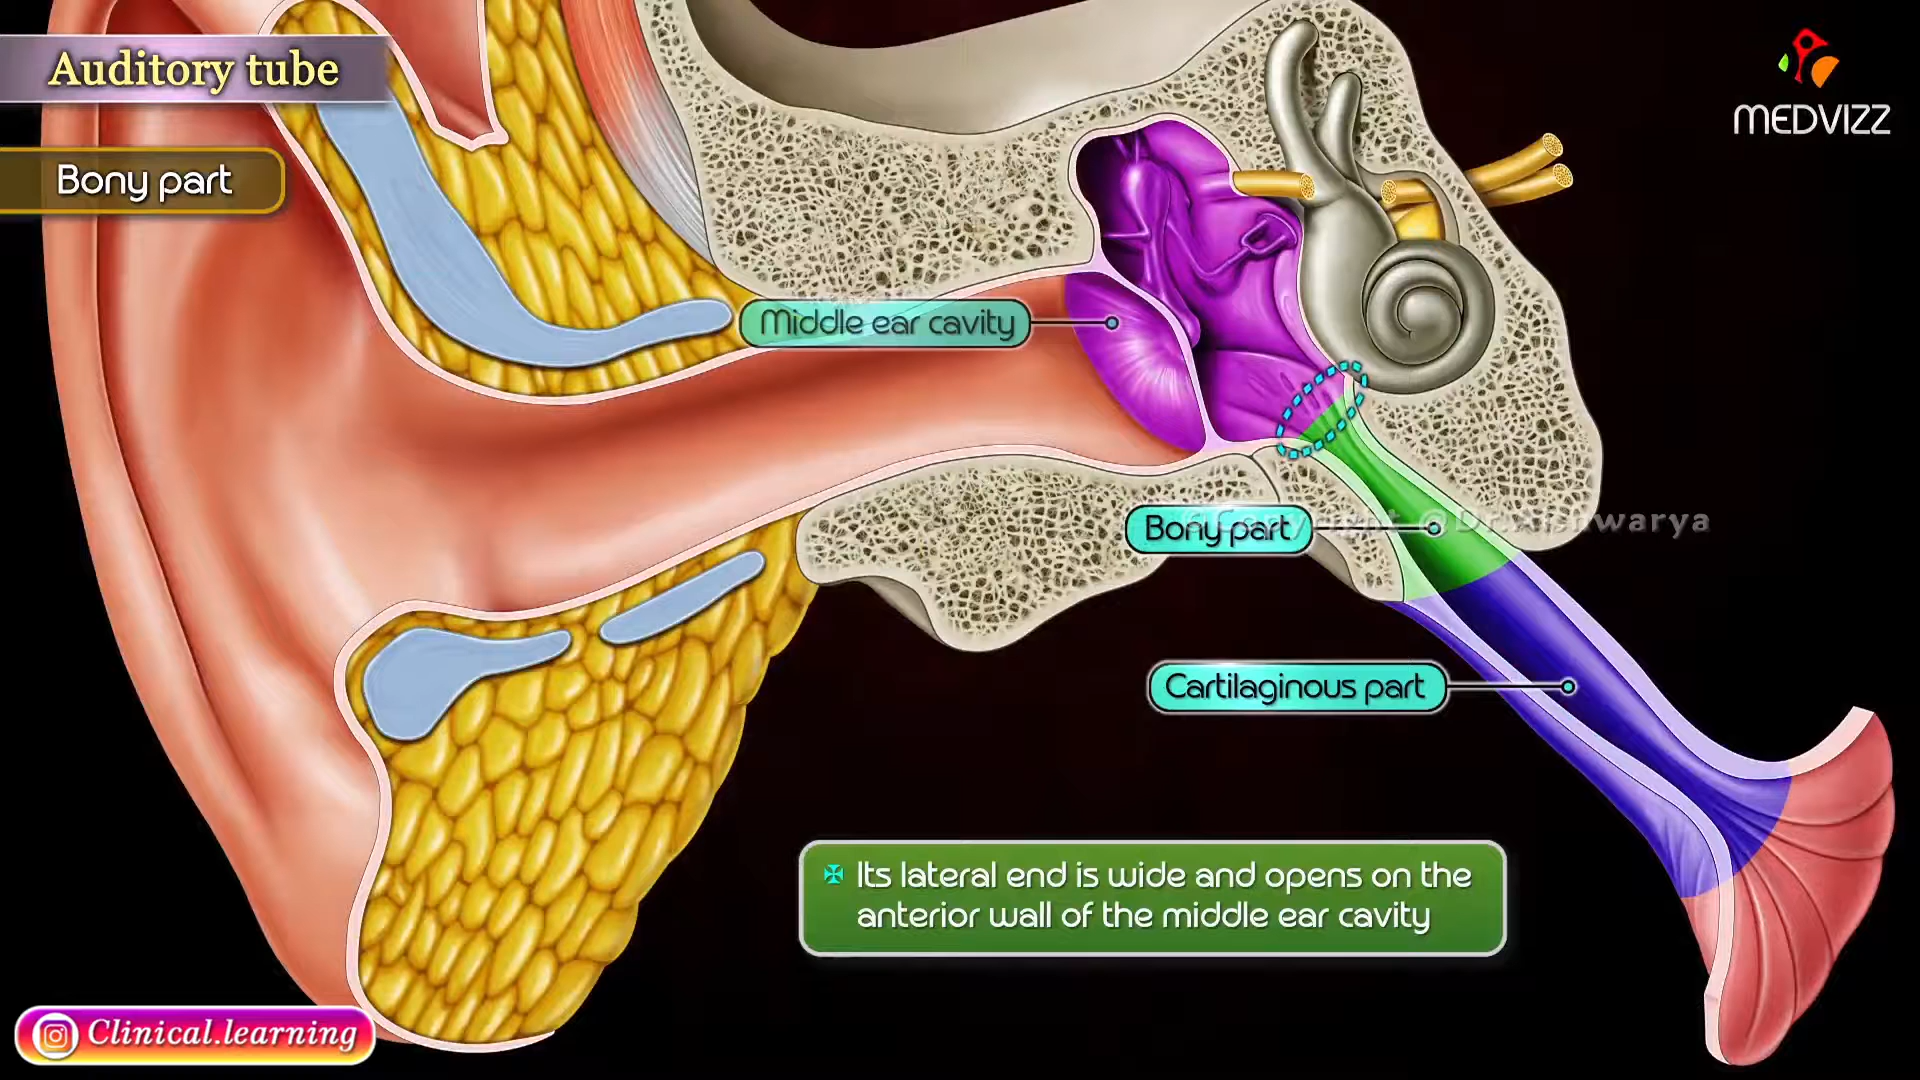 Auditory tube
MEDVIZZ
Bony part
Middle ear cavity
Bony part
Cartilaginous part
Its lateral end is wide and opens on the
anterior wall of the middle ear cavity
Clinical.learning